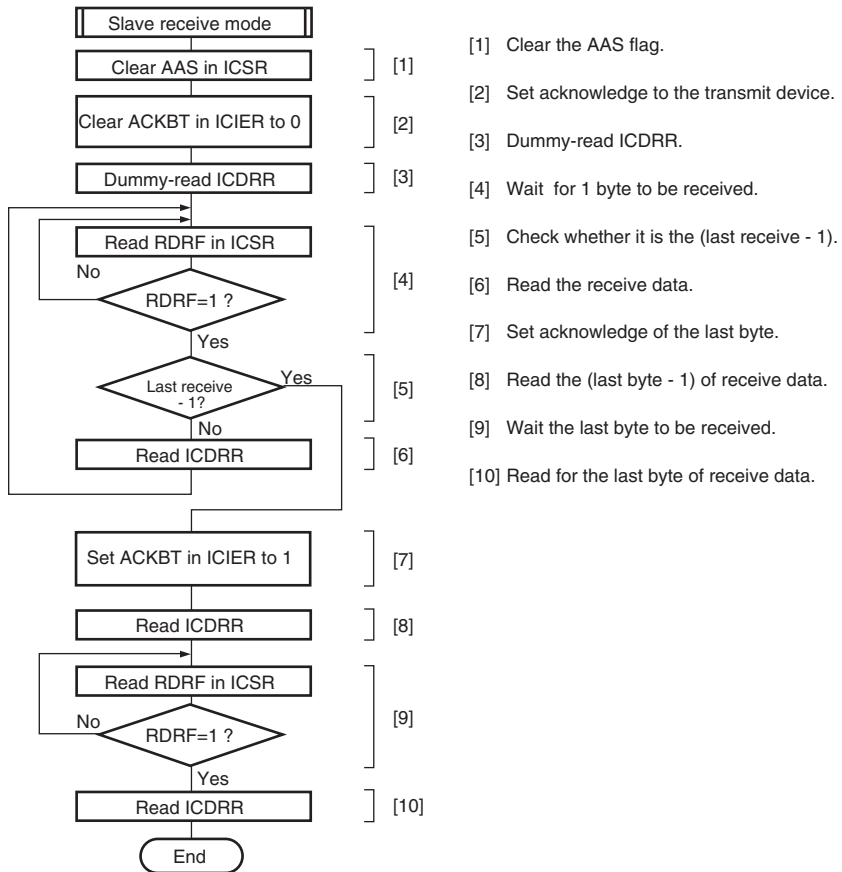 Slave receive mode
Clear AAS in ICSR
[1]
Clear ACKBT in ICIER to 0
[2]
Dummy-read ICDRR
[3]
Read RDRF in ICSR
No
RDRF=1 ?
[4]
Yes
Last receive
- 1?
Yes
[5]
No
Read ICDRR
[6]
Set ACKBT in ICIER to 1
[7]
Read ICDRR
[8]
Read RDRF in ICSR
No
RDRF=1 ?
[9]
Yes
Read ICDRR
[10]
End
[1] Clear the AAS flag.
[2] Set acknowledge to the transmit device.
[3] Dummy-read ICDRR.
[4] Wait for 1 byte to be received.
[5] Check whether it is the (last receive - 1).
[6] Read the receive data.
[7] Set acknowledge of the last byte.
[8] Read the (last byte - 1) of receive data.
[9] Wait the last byte to be received.
[10] Read for the last byte of receive data.